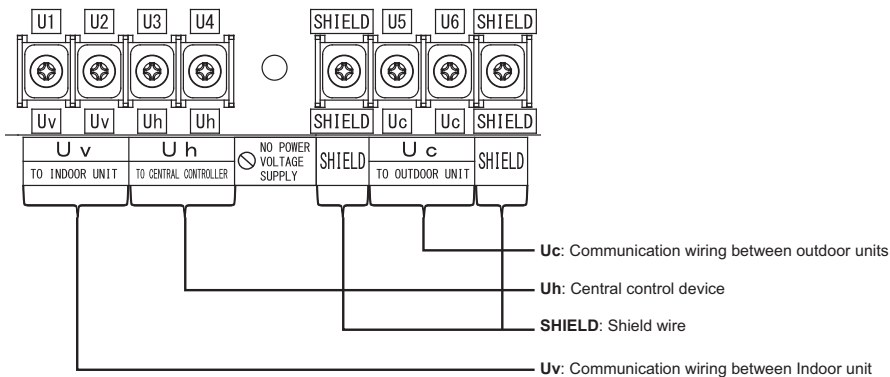 U1 U2 U3 U4 SHIELD U5 U6 SHIELD
Uv Uv Uh Uh SHIELD Uc Uc SHIELD
U v U h NO POWER VOLTAGE SUPPLY SHIELD U c SHIELD
TO INDOOR UNIT TO CENTRAL CONTROLLER TO OUTDOOR UNIT
Uc: Communication wiring between outdoor units
Uh: Central control device
SHIELD: Shield wire
Uv: Communication wiring between Indoor unit